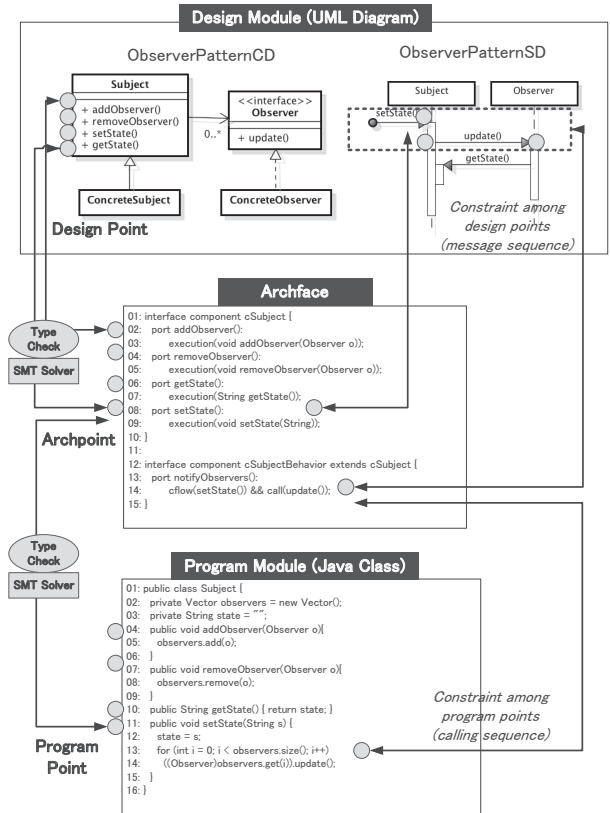 Design Module (UML Diagram)
ObserverPatternCD
ObserverPatternSD
Subject
+ addObserver()
+ removeObserver()
+ setState()
+ getState()
0..*
<<interface>>
Observer
+ update()
ConcreteSubject
ConcreteObserver
Design Point
Subject
Observer
setState()
update()
getState()
Constraint among
design points
(message sequence)
Archface
01: interface component cSubject {
02: port addObserver():
03: execution(void addObserver(Observer o));
04: port removeObserver():
05: execution(void removeObserver(Observer o));
06: port getState():
07: execution(String getState());
08: port setState():
09: execution(void setState(String));
10: }
11:
12: interface component cSubjectBehavior extends cSubject {
13: port notifyObservers():
14: cflow(setState()) && call(update());
15: }
Type
Check
SMT Solver
Archpoint
Type
Check
SMT Solver
Program Module (Java Class)
01: public class Subject {
02: private Vector observers = new Vector();
03: private String state = "";
04: public void addObserver(Observer o){
05: observers.add(o);
06: }
07: public void removeObserver(Observer o){
08: observers.remove(o);
09: }
10: public String getState() { return state; }
11: public void setState(String s) {
12: state = s;
13: for (int i = 0; i < observers.size(); i++)
14: ((Observer)observers.get(i)).update();
15: }
16: }
Program
Point
Constraint among
program points
(calling sequence)